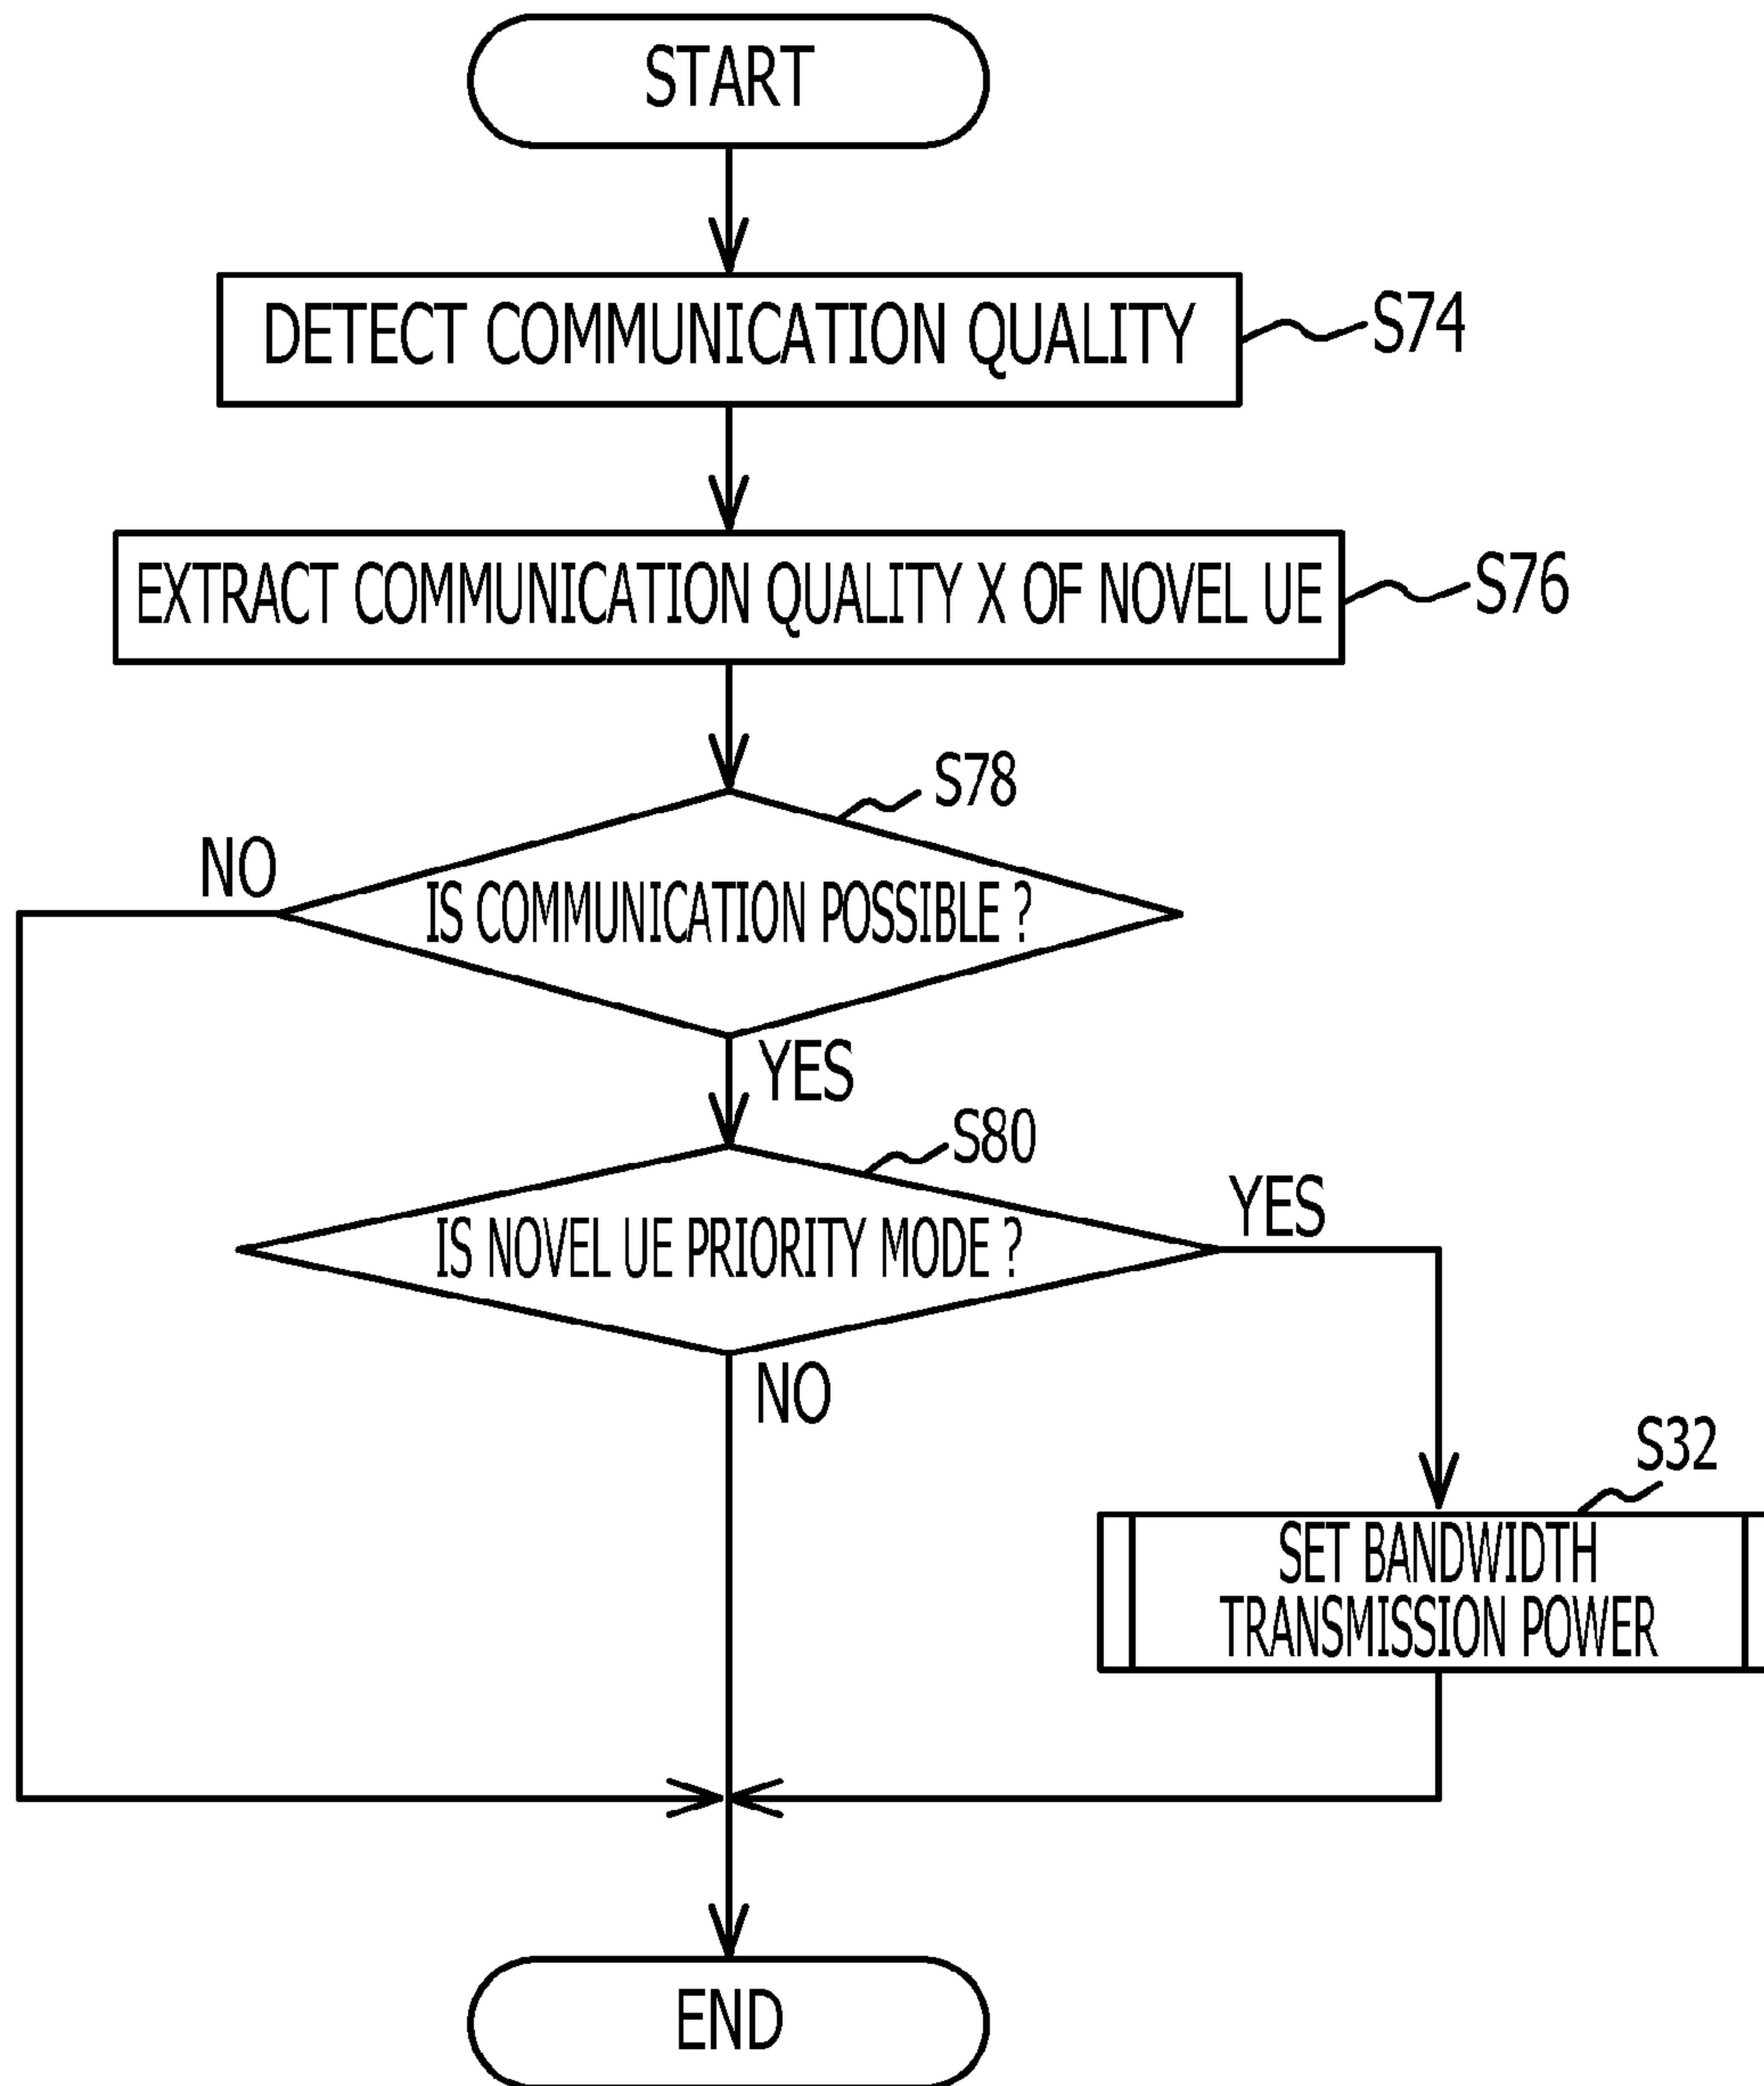 START
DETECT COMMUNICATION QUALITY
S74
EXTRACT COMMUNICATION QUALITY X OF NOVEL UE
S76
S78
NO
IS COMMUNICATION POSSIBLE ?
YES
S80
YES
IS NOVEL UE PRIORITY MODE ?
NO
S32
SET BANDWIDTH
TRANSMISSION POWER
END